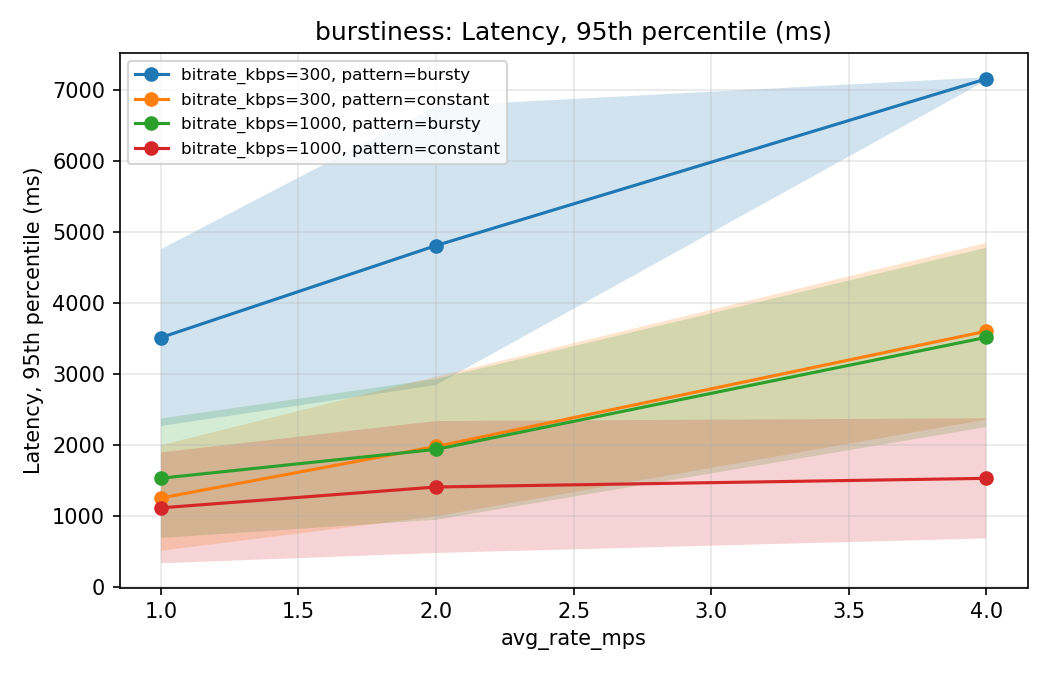 burstiness: Latency, 95th percentile (ms)
bitrate_kbps=300, pattern=bursty
bitrate_kbps=300, pattern=constant
bitrate_kbps=1000, pattern=bursty
bitrate_kbps=1000, pattern=constant
Latency, 95th percentile (ms)
7000
6000
5000
4000
3000
2000
1000
0
1.0 1.5 2.0 2.5 3.0 3.5 4.0
avg_rate_mps